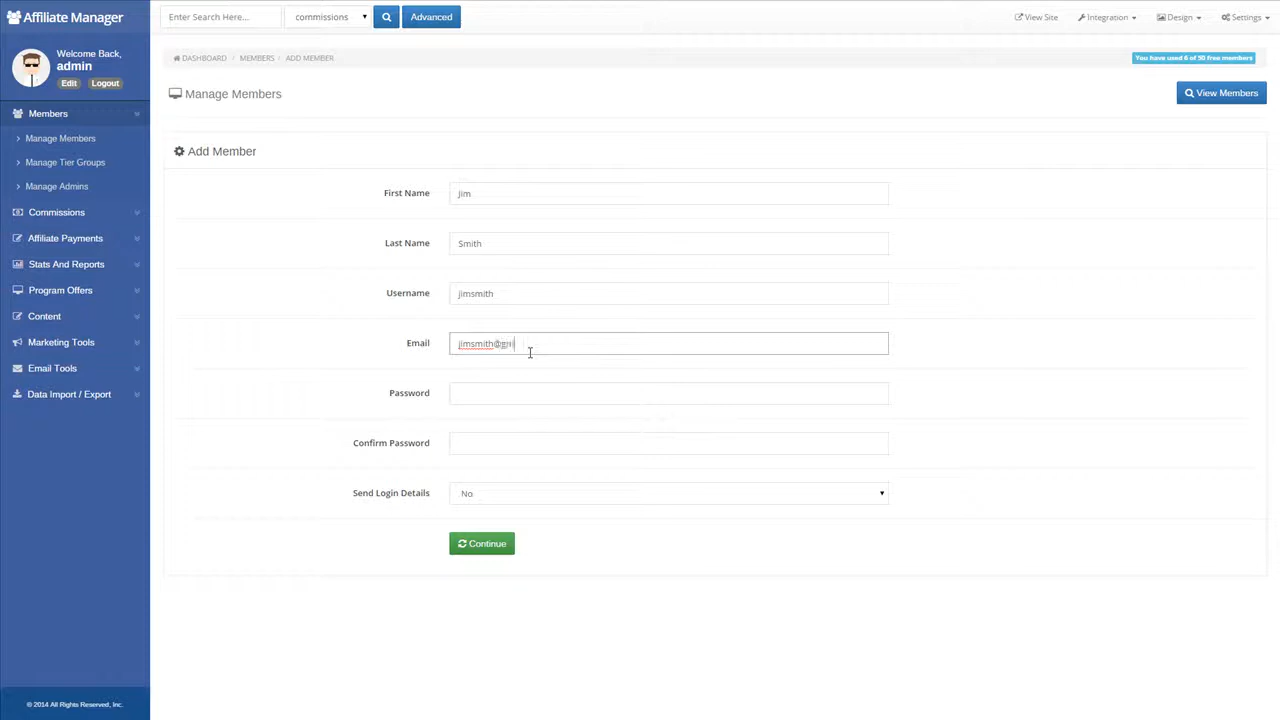 Affiliate Manager
commissions
Advanced
View Site
Integration
Design
Settings
Enter Search Here...
Welcome Back,
admin
Edit
Logout
DASHBOARD / MEMBERS / ADD MEMBER
You have used 6 of 50 free members
Manage Members
View Members
Members
Manage Members
Manage Tier Groups
Manage Admins
Commissions
Affiliate Payments
Stats And Reports
Program Offers
Content
Marketing Tools
Email Tools
Data Import / Export
Add Member
First Name
jim
Last Name
Smith
Username
jimsmith
Email
Password
Confirm Password
Send Login Details
No
Continue
© 2014 All Rights Reserved, Inc.